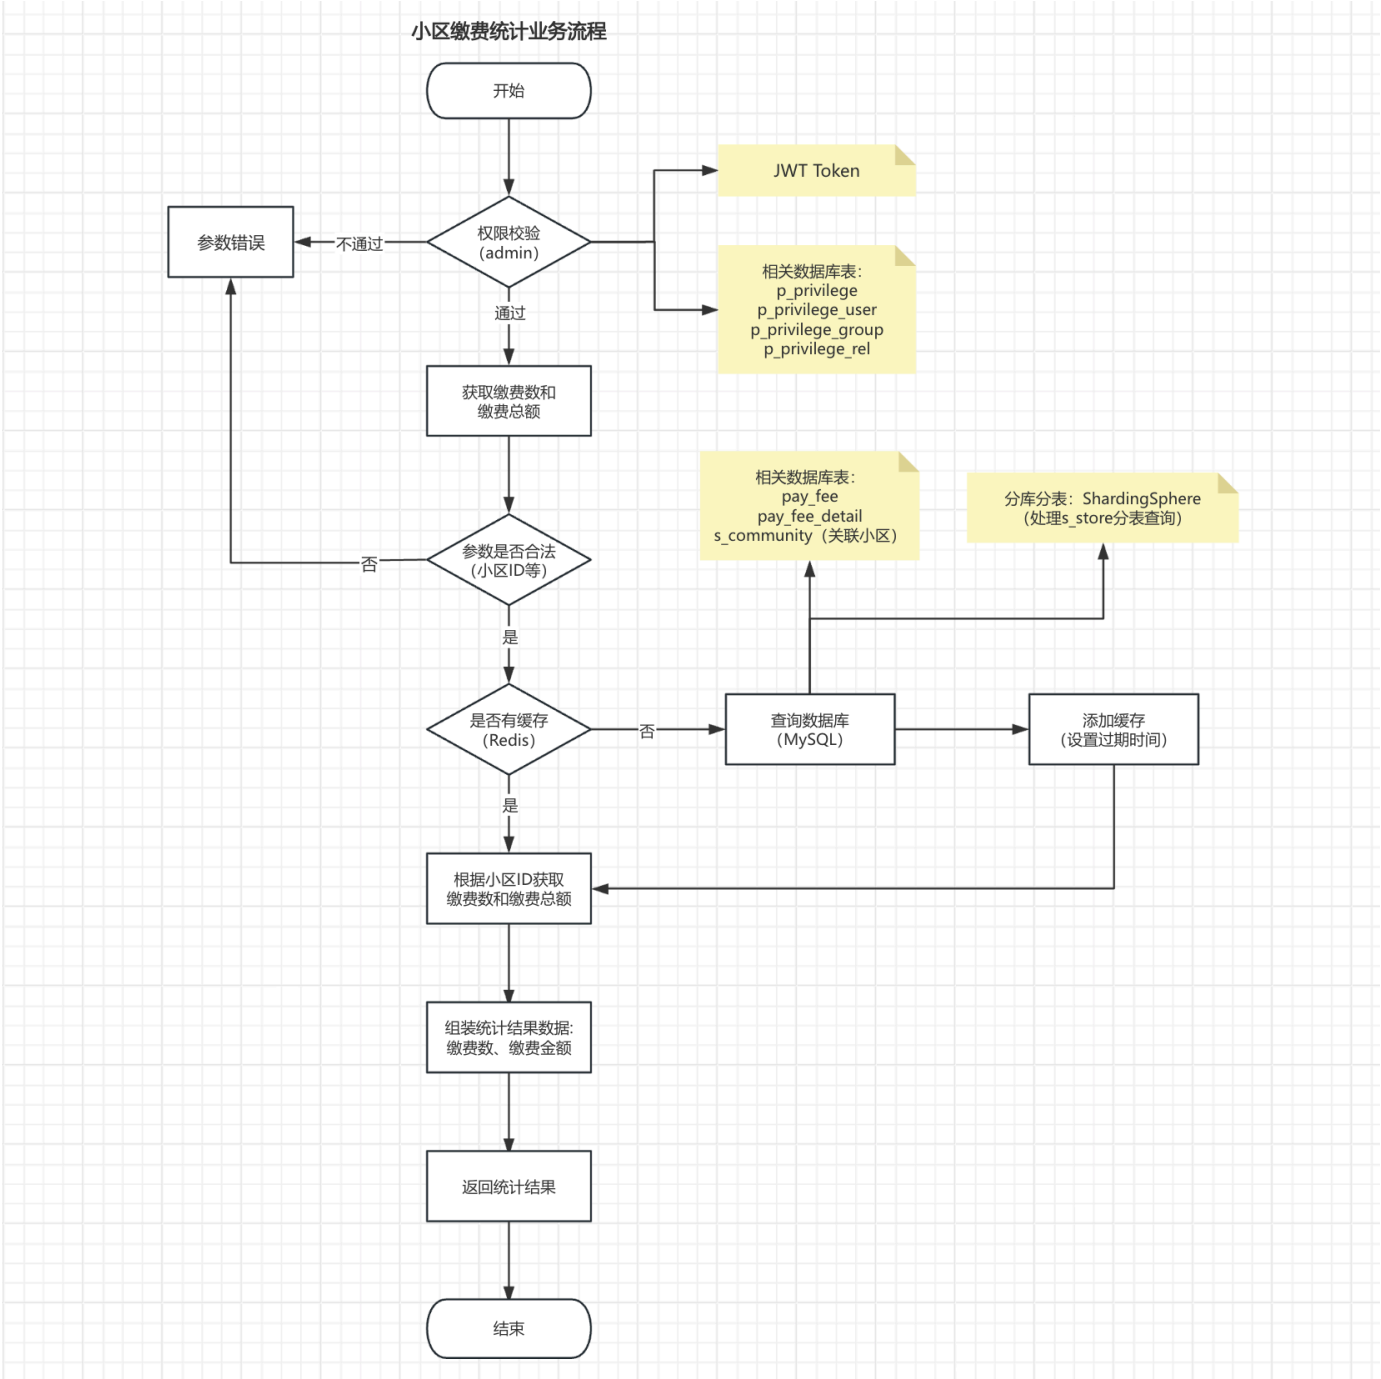 小区缴费统计业务流程
开始
JWT Token
参数错误
不通过
权限校验
（admin）
相关数据库表：
p_privilege
p_privilege_user
p_privilege_group
p_privilege_rel
通过
获取缴费数和
缴费总额
相关数据库表：
pay_fee
pay_fee_detail
s_community（关联小区）
分库分表：ShardingSphere
（处理s_store分表查询）
参数是否合法
（小区ID等）
否
是
是否有缓存
（Redis）
否
查询数据库
（MySQL）
添加缓存
（设置过期时间）
是
根据小区ID获取
缴费数和缴费总额
组装统计结果数据:
缴费数、缴费金额
返回统计结果
结束